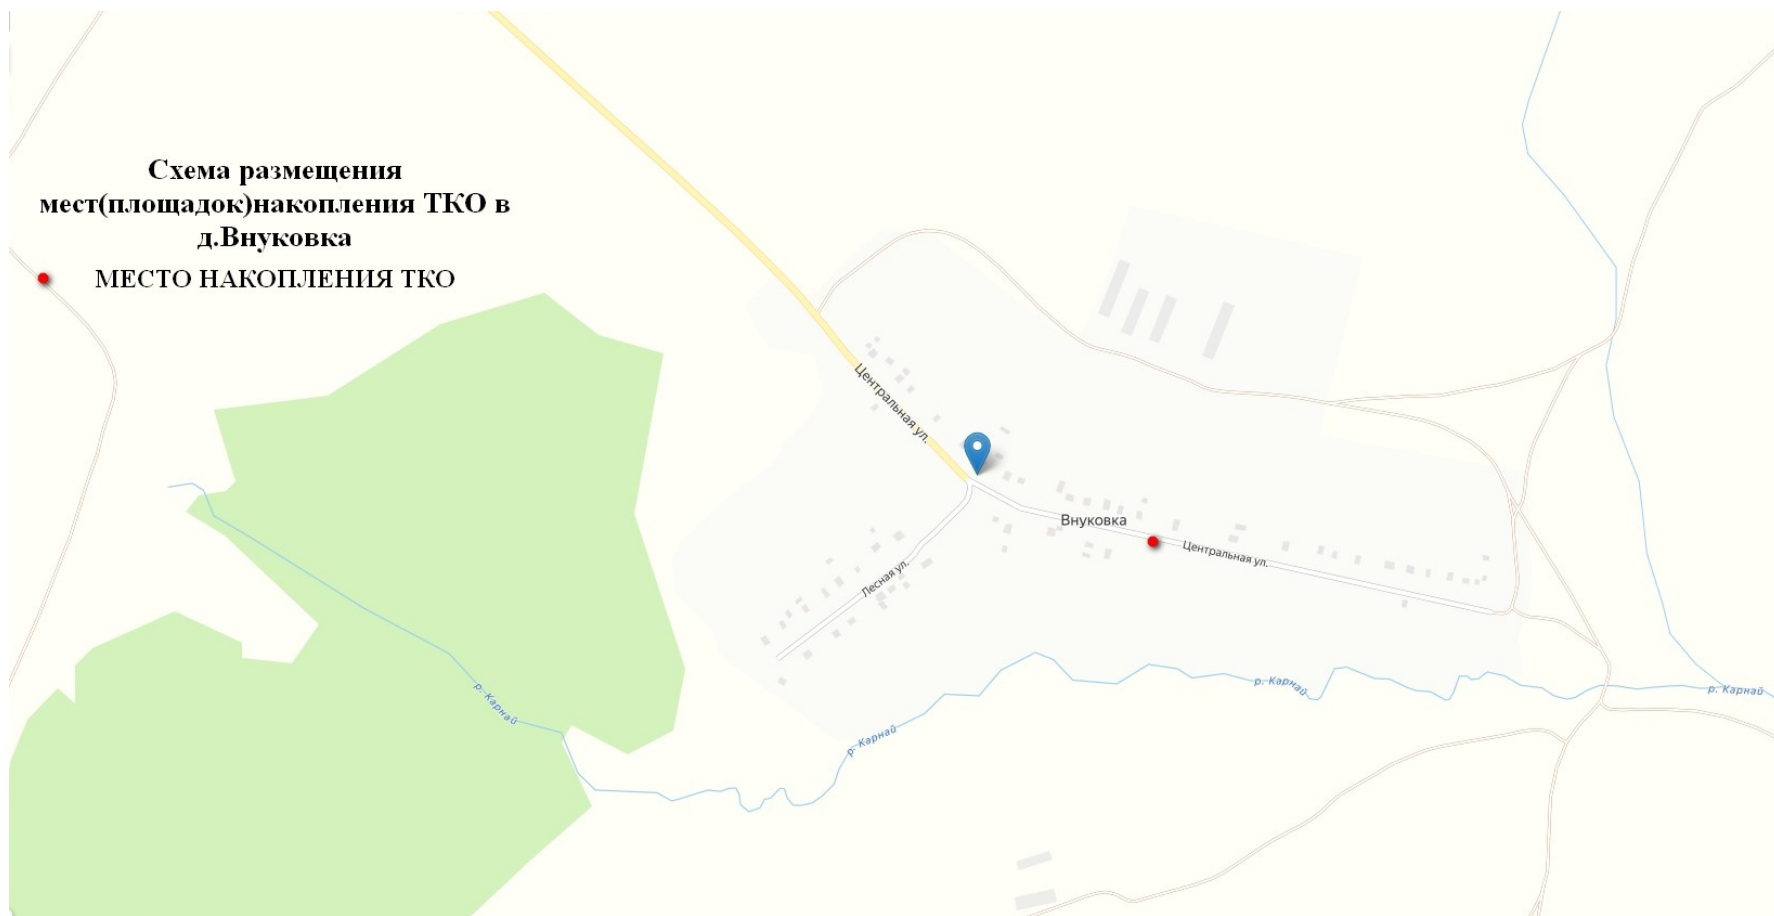 Схема размещения
мест(площадок)накопления ТКО в
д.Внуковка
МЕСТО НАКОПЛЕНИЯ ТКО
Центральная ул.
Внуковка
Центральная ул.
Лесная ул.
р. Карнай
р. Карнай
р. Карнай
р. Карнай